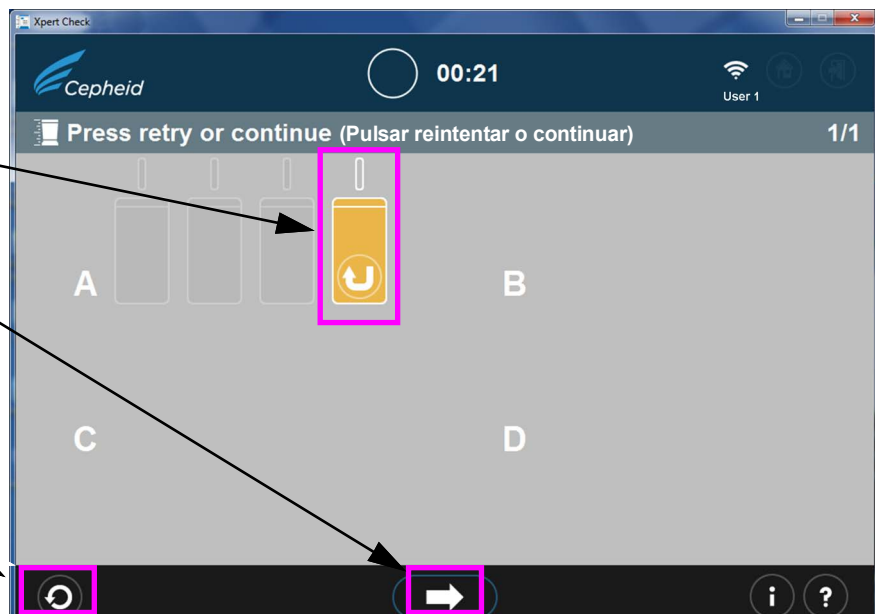 Xpert Check
Cepheid
00:21
User 1
Press retry or continue (Pulsar reintentar o continuar)
1/1
A
B
C
D
i
?